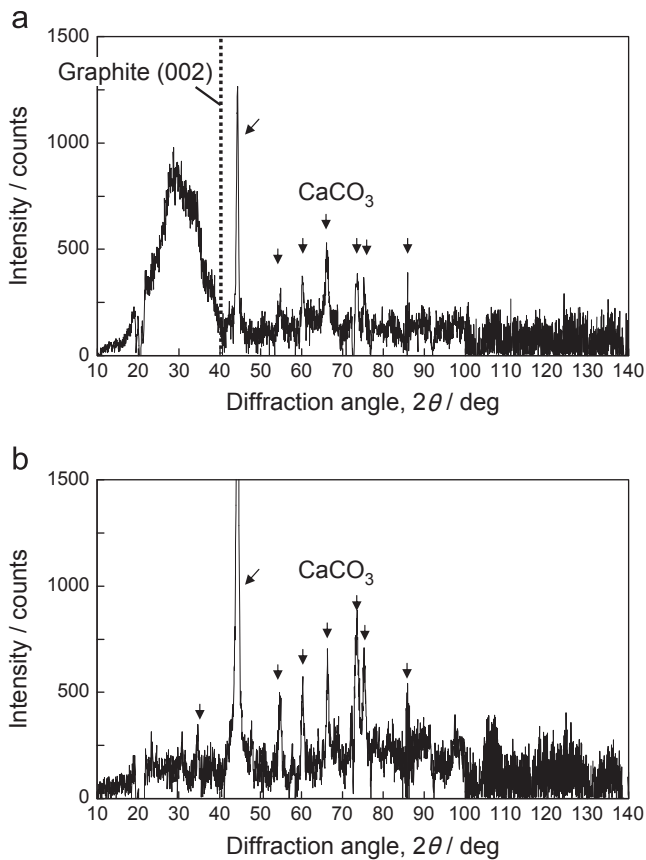 a
1500
Graphite (002)
1000
CaCO₃
500
0
10 20 30 40 50 60 70 80 90 100 110 120 130 140
Intensity / counts
Diffraction angle, 2θ / deg
b
1500
CaCO₃
1000
500
0
10 20 30 40 50 60 70 80 90 100 110 120 130 140
Intensity / counts
Diffraction angle, 2θ / deg